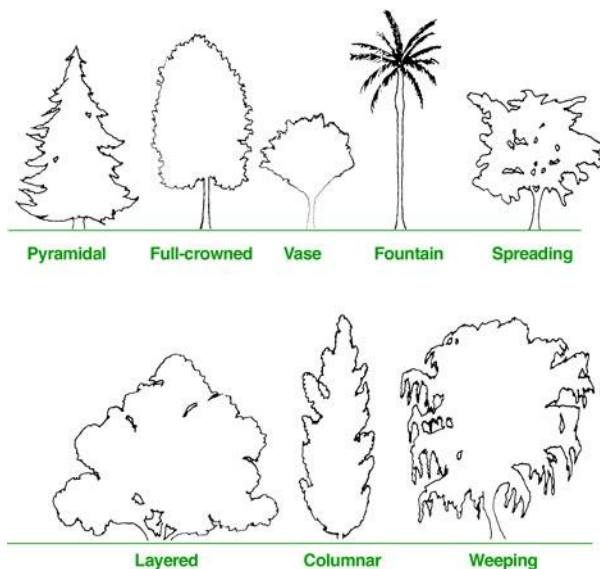 Pyramidal Full-crowned Vase Fountain Spreading
Layered Columnar Weeping